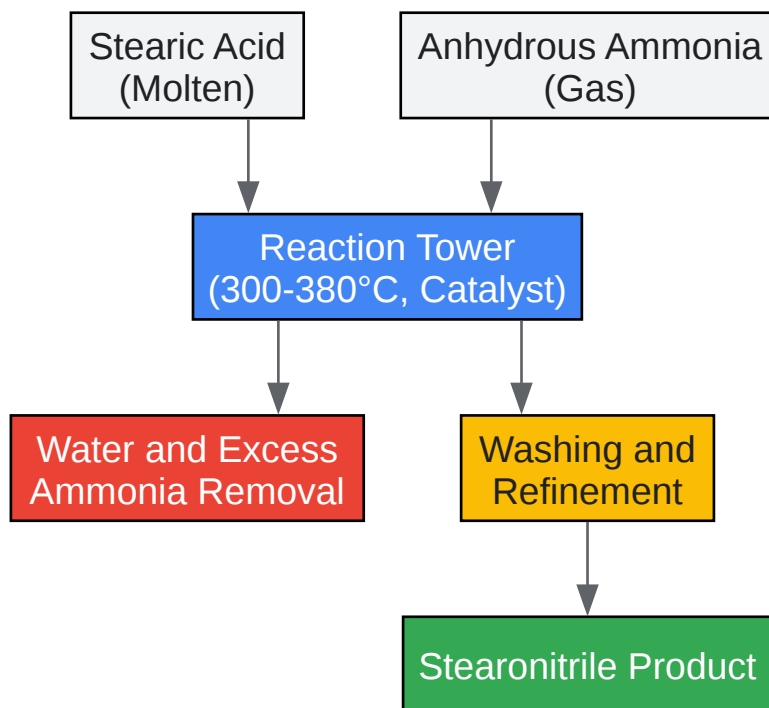 Stearic Acid
(Molten)
Anhydrous Ammonia
(Gas)
Reaction Tower
(300-380°C, Catalyst)
Water and Excess
Ammonia Removal
Washing and
Refinement
Stearonitrile Product